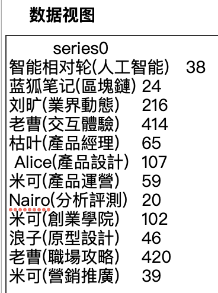 数据视图
series0
智能相对轮(人工智能) 38
蓝狐笔记(區塊鏈) 24
刘旷(業界動態) 216
老曹(交互體驗) 414
枯叶(產品經理) 65
Alice(產品設計) 107
米可(產品運營) 59
Nairo(分析評測) 20
米可(創業學院) 102
浪子(原型設計) 46
老曹(職場攻略) 420
米可(營銷推廣) 39